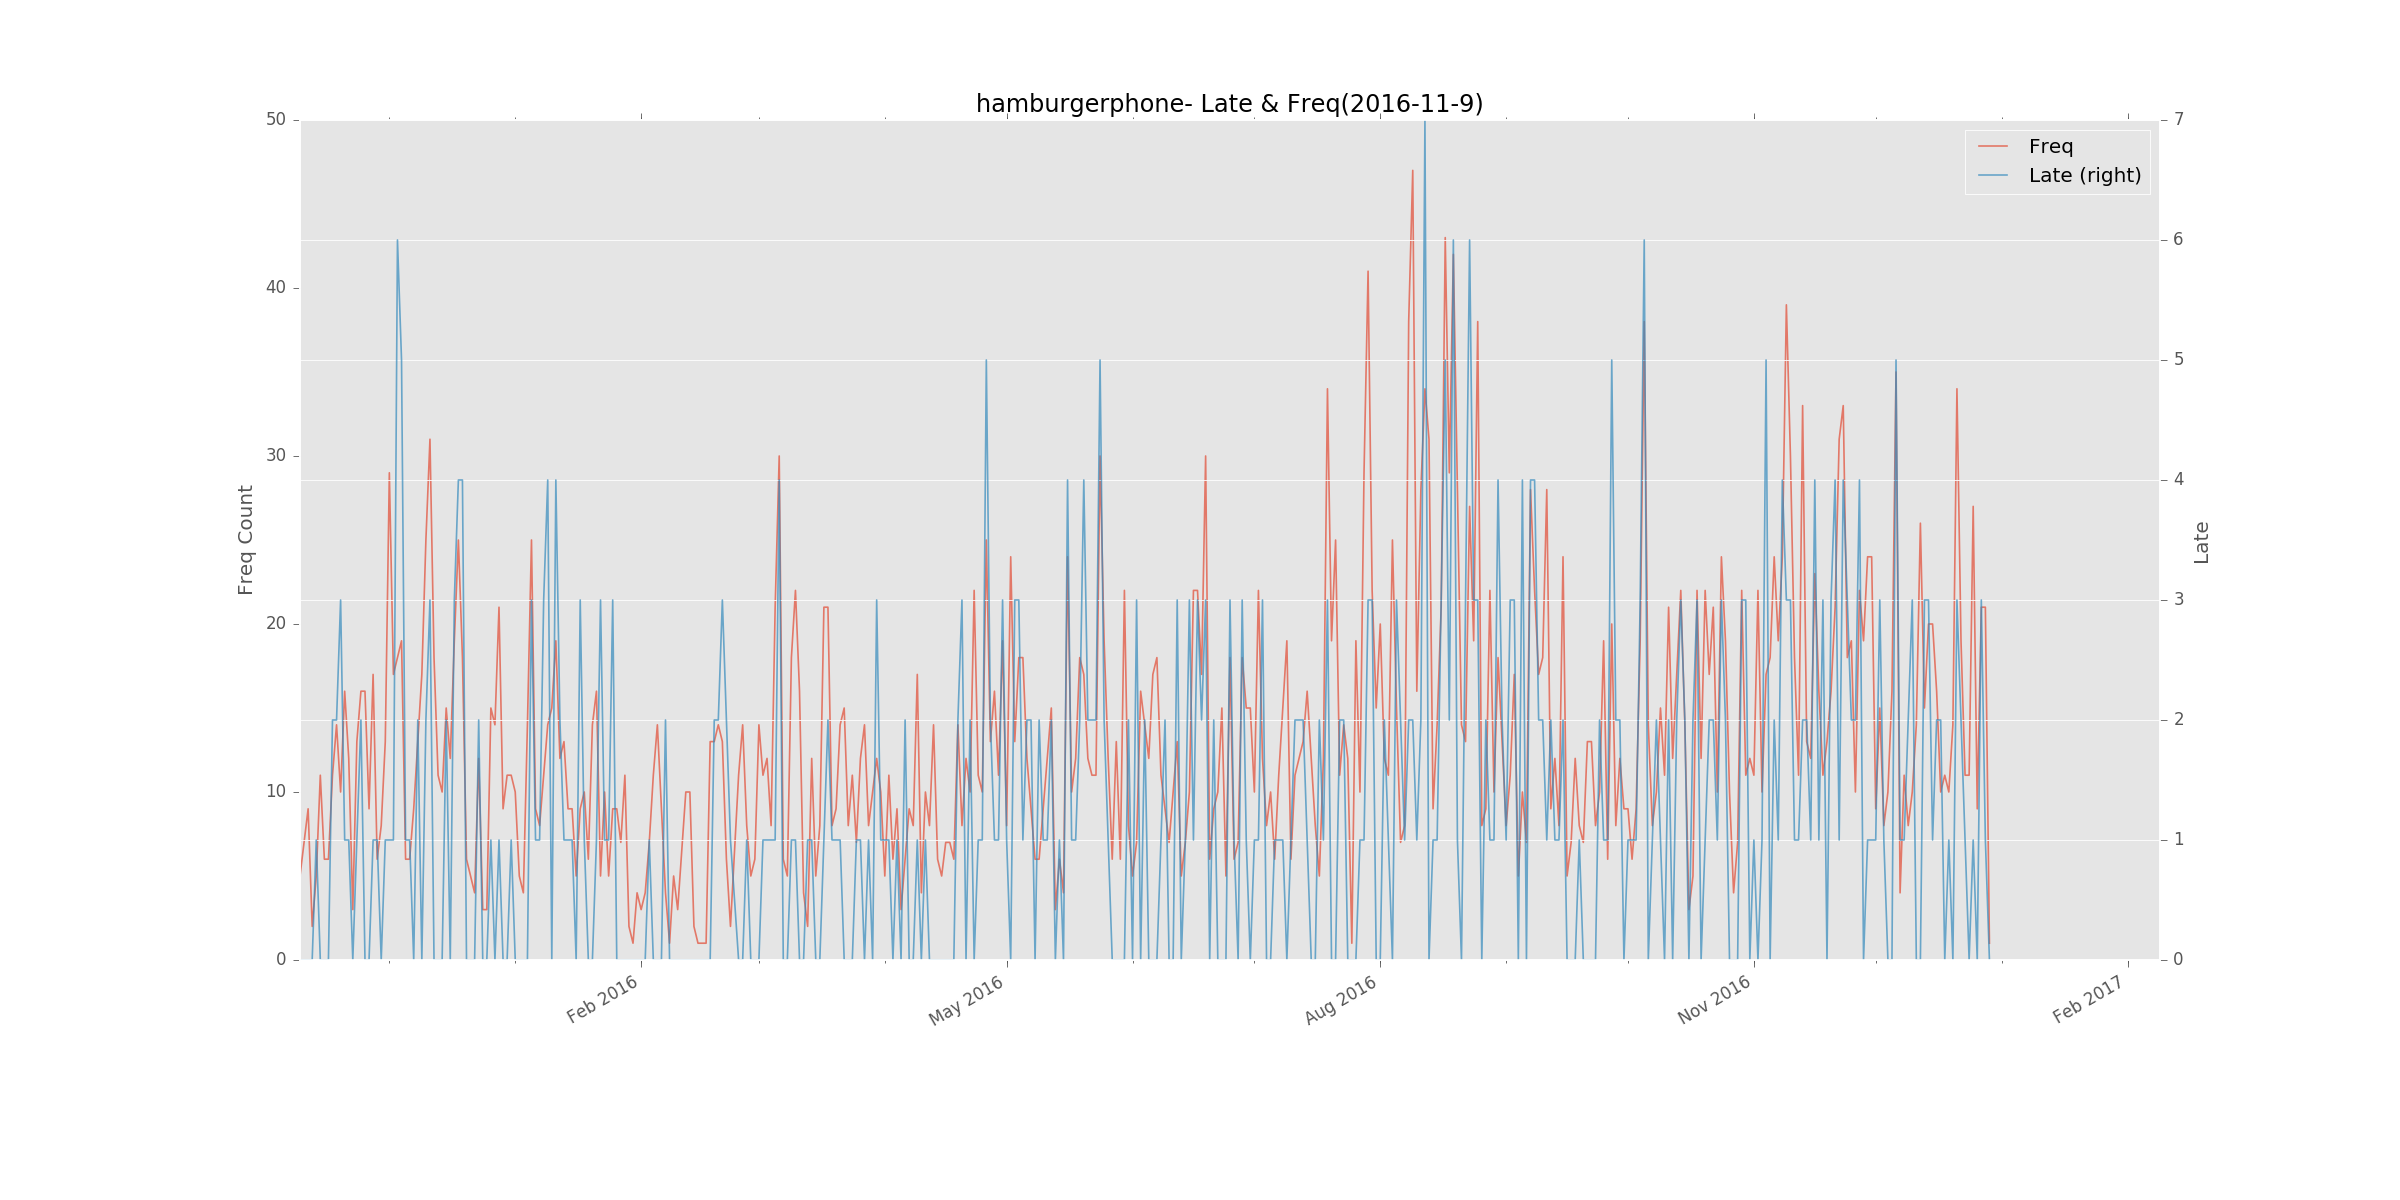 hamburgerphone- Late & Freq(2016-11-9)
50
40
30
20
10
0
Freq Count
7
6
5
4
3
2
1
0
Late
Freq
Late (right)
Feb 2016
May 2016
Aug 2016
Nov 2016
Feb 2017